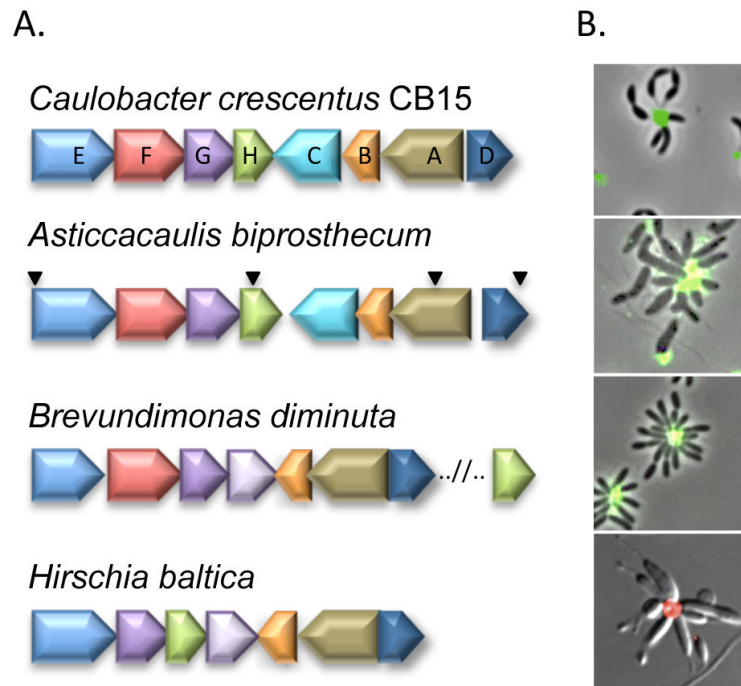 A.
B.
Caulobacter crescentus CB15
E F G H C B A D
Asticcacaulis biprosthecum
Brevundimonas diminuta
..//..
Hirschia baltica